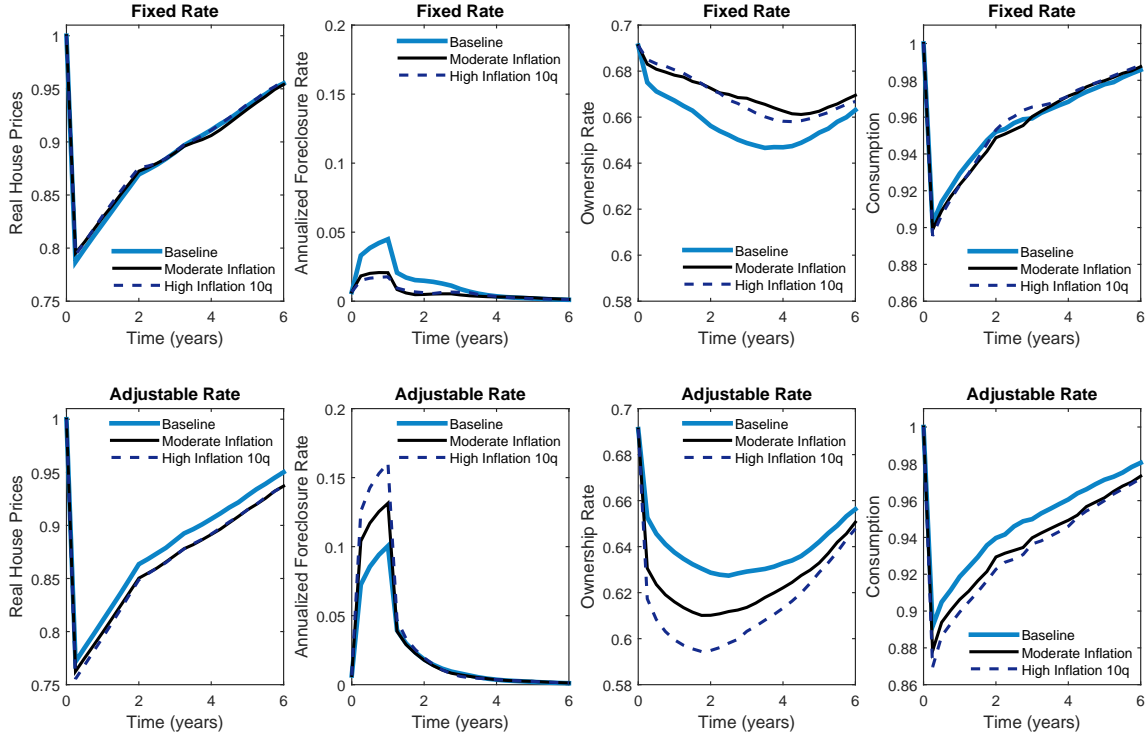 Fixed Rate
Real House Prices
1
0.95
0.9
0.85
0.8
0.75
Baseline
Moderate Inflation
High Inflation 10q
0 2 4 6
Time (years)
Fixed Rate
Annualized Foreclosure Rate
0.2
0.15
0.1
0.05
0
Baseline
Moderate Inflation
High Inflation 10q
0 2 4 6
Time (years)
Fixed Rate
Ownership Rate
0.7
0.68
0.66
0.64
0.62
0.6
0.58
Baseline
Moderate Inflation
High Inflation 10q
0 2 4 6
Time (years)
Fixed Rate
Consumption
1
0.98
0.96
0.94
0.92
0.9
0.88
0.86
Baseline
Moderate Inflation
High Inflation 10q
0 2 4 6
Time (years)
Adjustable Rate
Real House Prices
1
0.95
0.9
0.85
0.8
0.75
Baseline
Moderate Inflation
High Inflation 10q
0 2 4 6
Time (years)
Adjustable Rate
Annualized Foreclosure Rate
0.2
0.15
0.1
0.05
0
Baseline
Moderate Inflation
High Inflation 10q
0 2 4 6
Time (years)
Adjustable Rate
Ownership Rate
0.7
0.68
0.66
0.64
0.62
0.6
0.58
Baseline
Moderate Inflation
High Inflation 10q
0 2 4 6
Time (years)
Adjustable Rate
Consumption
1
0.98
0.96
0.94
0.92
0.9
0.88
0.86
Baseline
Moderate Inflation
High Inflation 10q
0 2 4 6
Time (years)